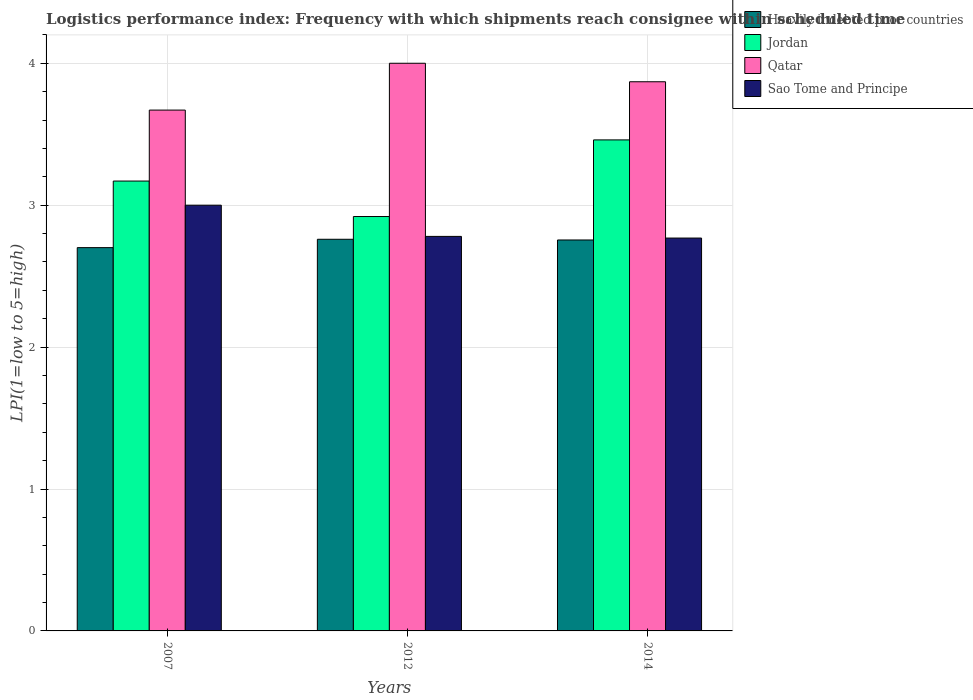 Logistics performance index: Frequency with which shipments reach consignee within scheduled time
Heavily indebted poor countries
Jordan
Qatar
Sao Tome and Principe
LPI(1=low to 5=high)
4
3
2
1
0
2007
2012
2014
Years